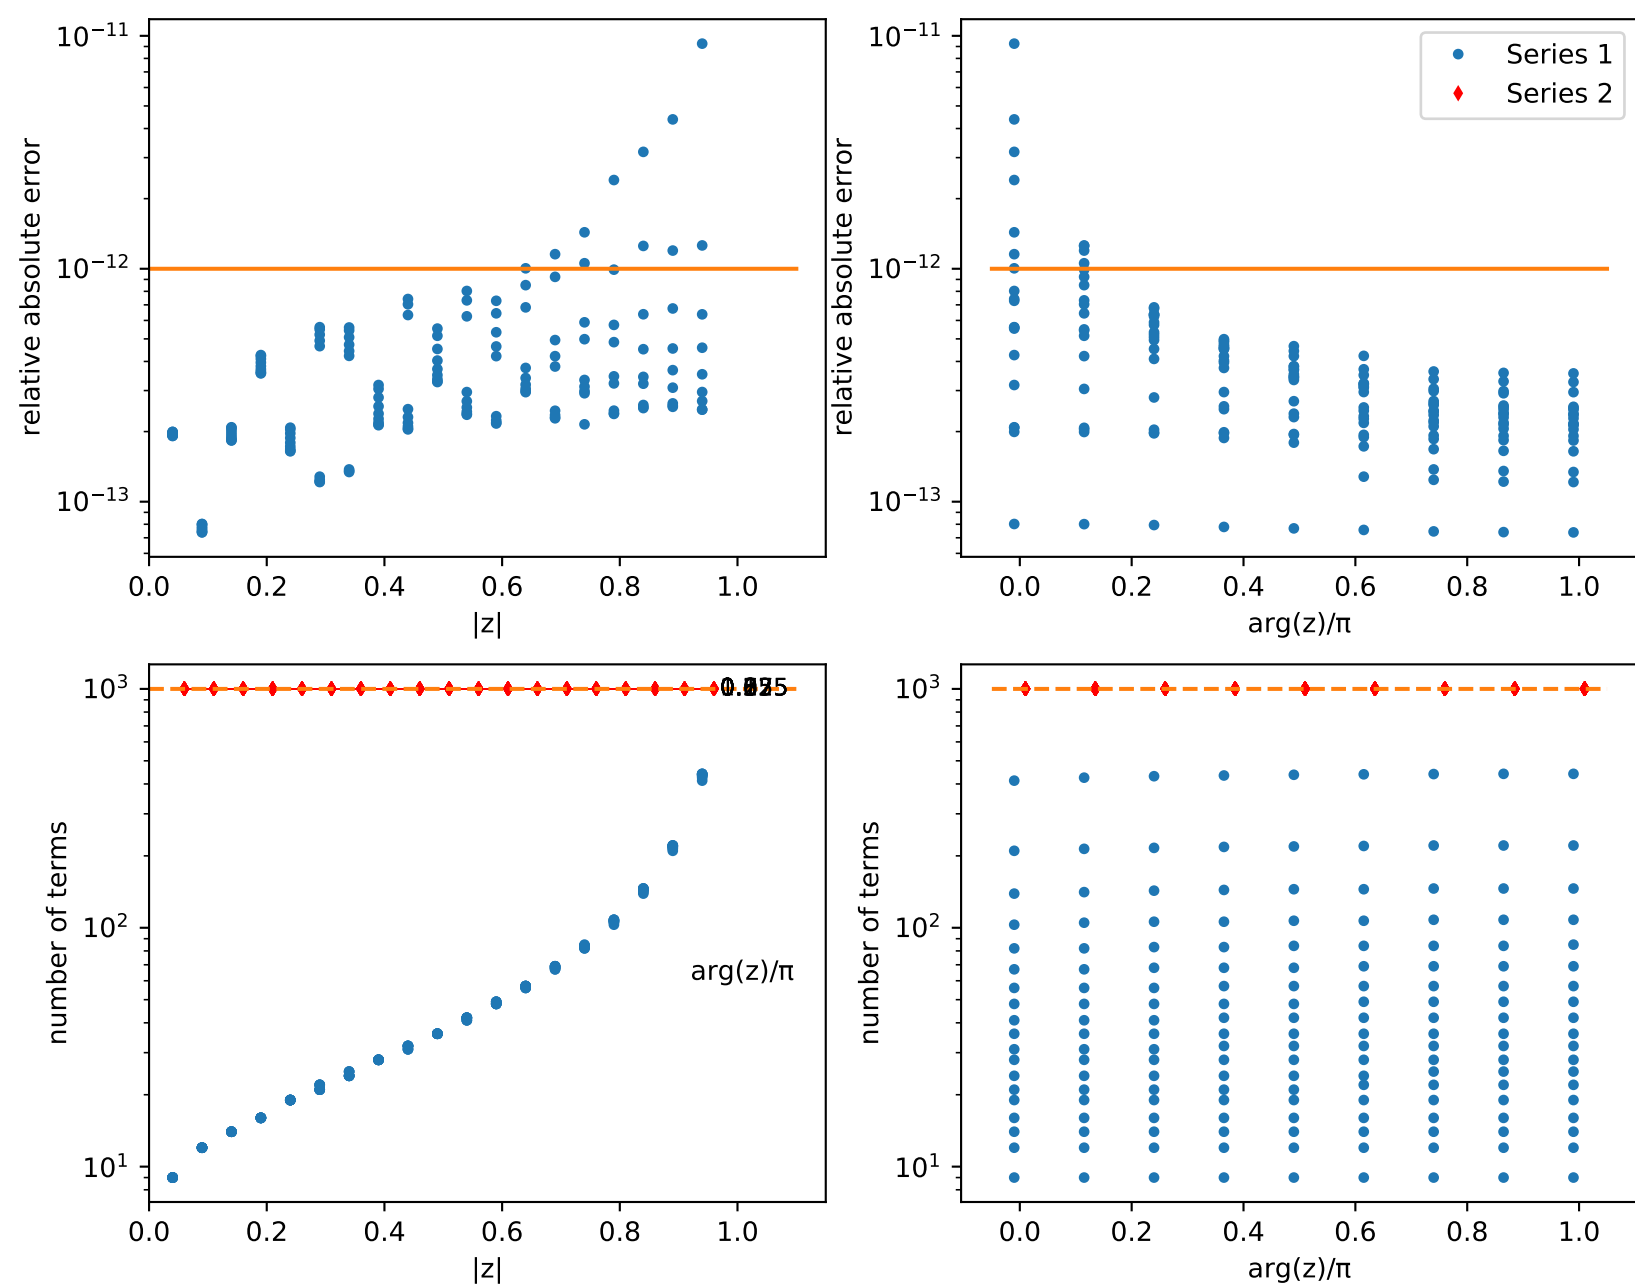 10⁻¹¹
10⁻¹²
10⁻¹³
relative absolute error
0.0 0.2 0.4 0.6 0.8 1.0
|z|
10⁻¹¹
10⁻¹²
10⁻¹³
relative absolute error
Series 1
Series 2
0.0 0.2 0.4 0.6 0.8 1.0
arg(z)/π
10³
10²
10¹
number of terms
arg(z)/π
0.0 0.2 0.4 0.6 0.8 1.0
|z|
10³
10²
10¹
number of terms
0.0 0.2 0.4 0.6 0.8 1.0
arg(z)/π